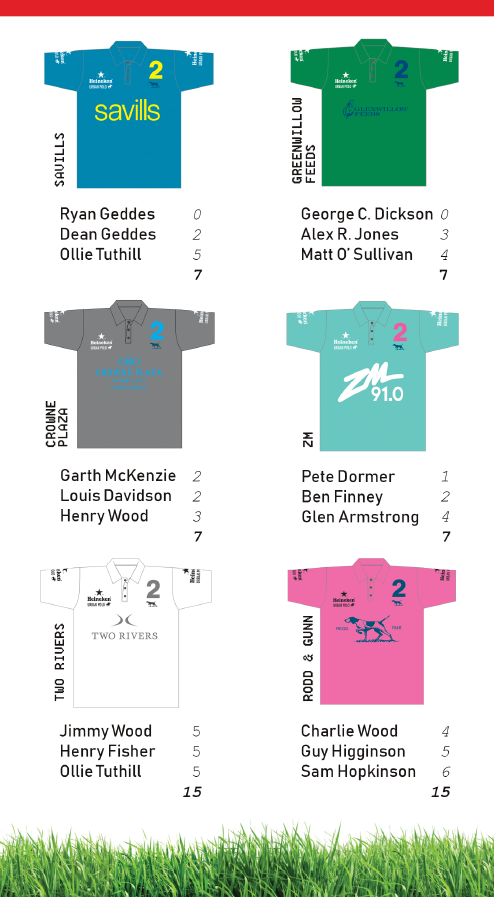 SAVILLS
Heineken
URBAN POLO
2
savills
Ryan Geddes 0
Dean Geddes 2
Ollie Tuthill 5
7
GREENWILLOW
FEEDS
Heineken
URBAN POLO
2
GLENWILLOW
FEEDS
George C. Dickson 0
Alex R. Jones 3
Matt O' Sullivan 4
7
CROWNE
PLAZA
Heineken
URBAN POLO
2
Garth McKenzie 2
Louis Davidson 2
Henry Wood 3
7
ZM
Heineken
URBAN POLO
2
ZM
91.0
Pete Dormer 1
Ben Finney 2
Glen Armstrong 4
7
TWO RIVERS
Heineken
URBAN POLO
2
TWO RIVERS
Jimmy Wood 5
Henry Fisher 5
Ollie Tuthill 5
15
RODD & GUNN
Heineken
URBAN POLO
2
Charlie Wood 4
Guy Higginson 5
Sam Hopkinson 6
15